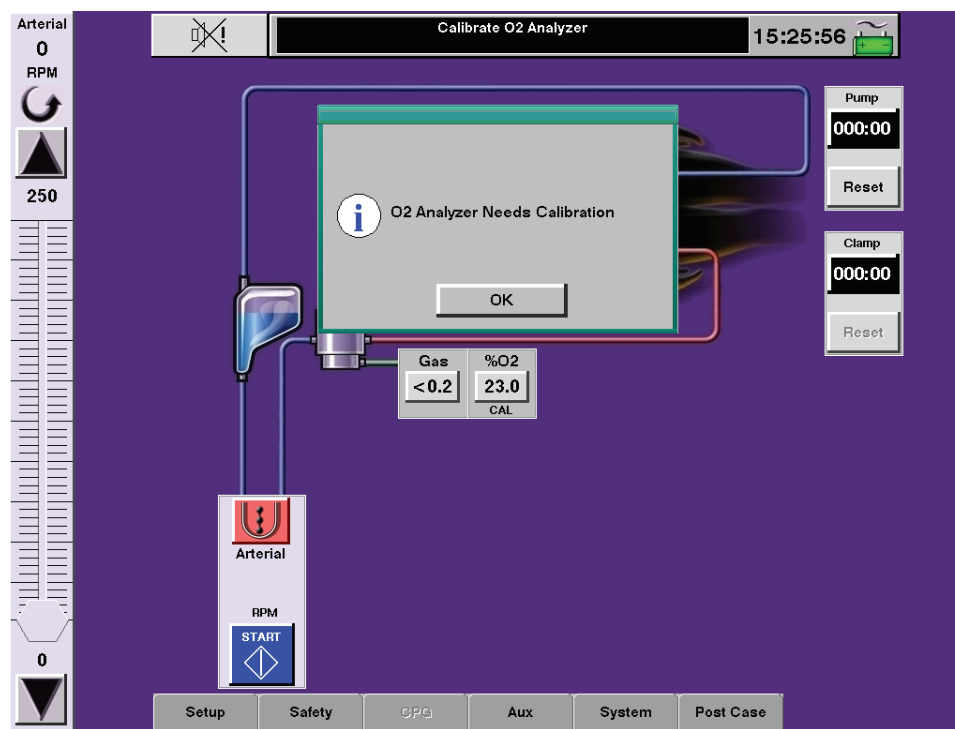 Arterial
0
RPM
250
0
!
Calibrate O2 Analyzer
15:25:56
+ -
Pump
000:00
Reset
Clamp
000:00
Reset
i
O2 Analyzer Needs Calibration
OK
Gas
<0.2
%O2
23.0
CAL
Arterial
RPM
START
Setup
Safety
CPG
Aux
System
Post Case